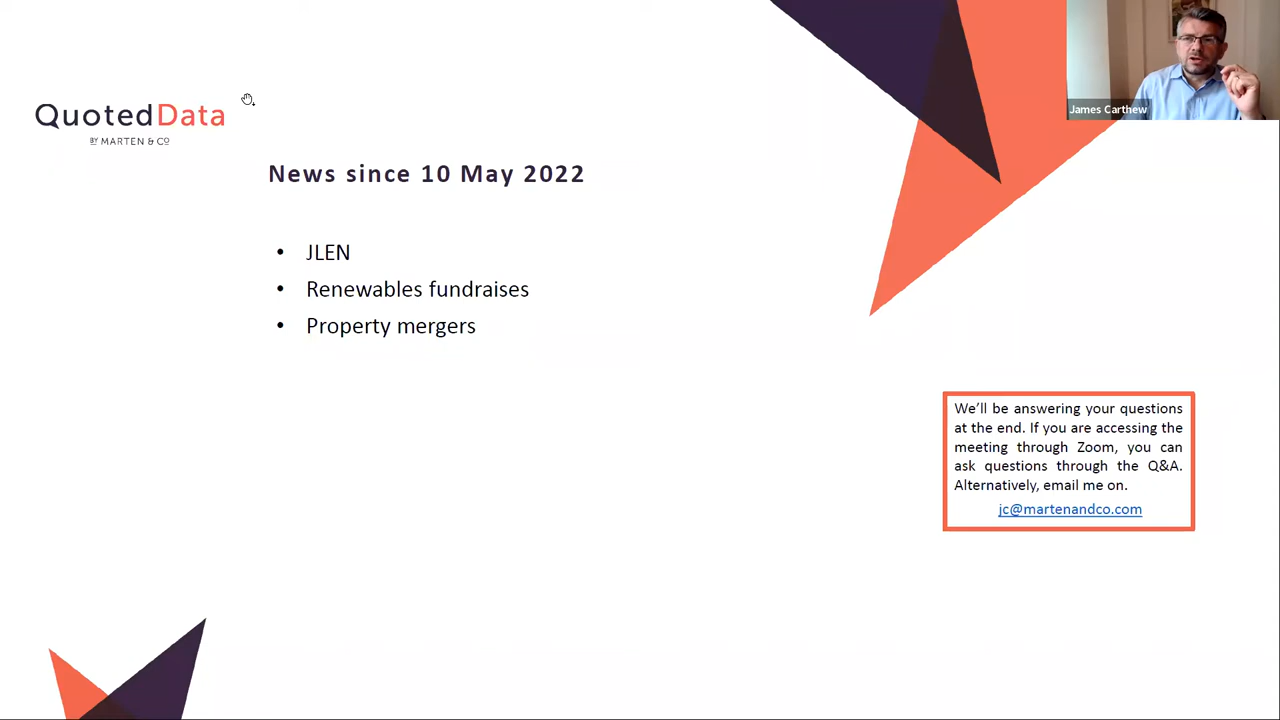 James Carthew
QuotedData
BY MARTEN & CO
News since 10 May 2022
• JLEN
• Renewables fundraises
• Property mergers
We’ll be answering your questions
at the end. If you are accessing the
meeting through Zoom, you can
ask questions through the Q&A.
Alternatively, email me on.
jc@martenandco.com